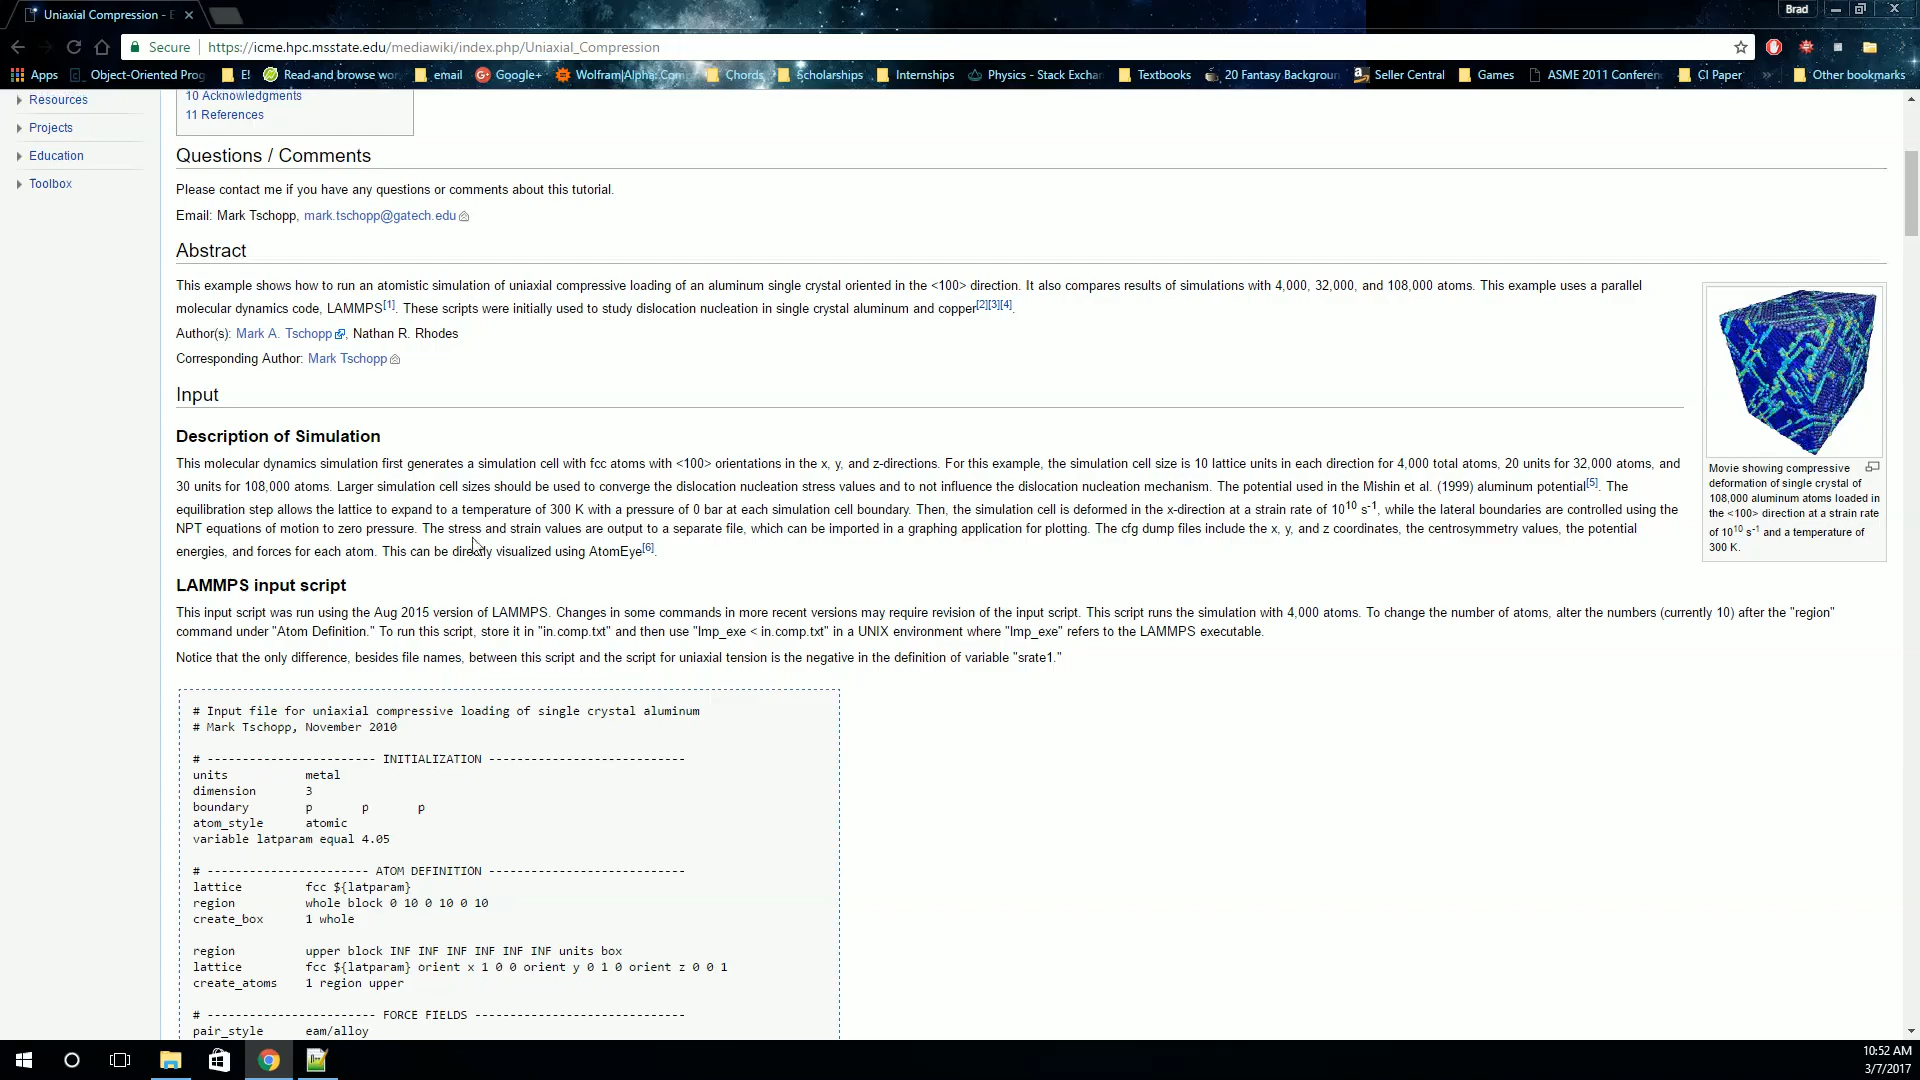 Uniaxial Compression - E
Brad
Secure
https://icme.hpc.msstate.edu/mediawiki/index.php/Uniaxial_Compression
Apps
Object-Oriented Prog
E!
Read-and browse wo
email
Google+
Wolfram|Alpha: Com
Chords
Scholarships
Internships
Physics - Stack Exchan
Textbooks
20 Fantasy Backgroun
Seller Central
Games
ASME 2011 Conferen
CI Paper
»
Other bookmarks
Resources
Projects
Education
Toolbox
10 Acknowledgments
11 References
Questions / Comments
Please contact me if you have any questions or comments about this tutorial.
Email: Mark Tschopp, mark.tschopp@gatech.edu
Abstract
This example shows how to run an atomistic simulation of uniaxial compressive loading of an aluminum single crystal oriented in the <100> direction. It also compares results of simulations with 4,000, 32,000, and 108,000 atoms. This example uses a parallel
molecular dynamics code, LAMMPS[1]. These scripts were initially used to study dislocation nucleation in single crystal aluminum and copper[2][3][4].
Author(s): Mark A. Tschopp, Nathan R. Rhodes
Corresponding Author: Mark Tschopp
Input
Description of Simulation
This molecular dynamics simulation first generates a simulation cell with fcc atoms with <100> orientations in the x, y, and z-directions. For this example, the simulation cell size is 10 lattice units in each direction for 4,000 total atoms, 20 units for 32,000 atoms, and
30 units for 108,000 atoms. Larger simulation cell sizes should be used to converge the dislocation nucleation stress values and to not influence the dislocation nucleation mechanism. The potential used in the Mishin et al. (1999) aluminum potential[5]. The
equilibration step allows the lattice to expand to a temperature of 300 K with a pressure of 0 bar at each simulation cell boundary. Then, the simulation cell is deformed in the x-direction at a strain rate of 10^10 s^-1, while the lateral boundaries are controlled using the
NPT equations of motion to zero pressure. The stress and strain values are output to a separate file, which can be imported in a graphing application for plotting. The cfg dump files include the x, y, and z coordinates, the centrosymmetry values, the potential
energies, and forces for each atom. This can be directly visualized using AtomEye[6].
Movie showing compressive
deformation of single crystal of
108,000 aluminum atoms loaded in
the <100> direction at a strain rate
of 10^10 s^-1 and a temperature of
300 K.
LAMMPS input script
This input script was run using the Aug 2015 version of LAMMPS. Changes in some commands in more recent versions may require revision of the input script. This script runs the simulation with 4,000 atoms. To change the number of atoms, alter the numbers (currently 10) after the "region"
command under "Atom Definition." To run this script, store it in "in.comp.txt" and then use "lmp_exe < in.comp.txt" in a UNIX environment where "lmp_exe" refers to the LAMMPS executable.
Notice that the only difference, besides file names, between this script and the script for uniaxial tension is the negative in the definition of variable "srate1."
# Input file for uniaxial compressive loading of single crystal aluminum
# Mark Tschopp, November 2010
# ------------------------ INITIALIZATION ----------------------------
units metal
dimension 3
boundary p p p
atom_style atomic
variable latparam equal 4.05
# ----------------------- ATOM DEFINITION ----------------------------
lattice fcc ${latparam}
region whole block 0 10 0 10 0 10
create_box 1 whole
region upper block INF INF INF INF INF INF units box
lattice fcc ${latparam} orient x 1 0 0 orient y 0 1 0 orient z 0 0 1
create_atoms 1 region upper
# ------------------------ FORCE FIELDS ------------------------------
pair_style eam/alloy
10:52 AM
3/7/2017